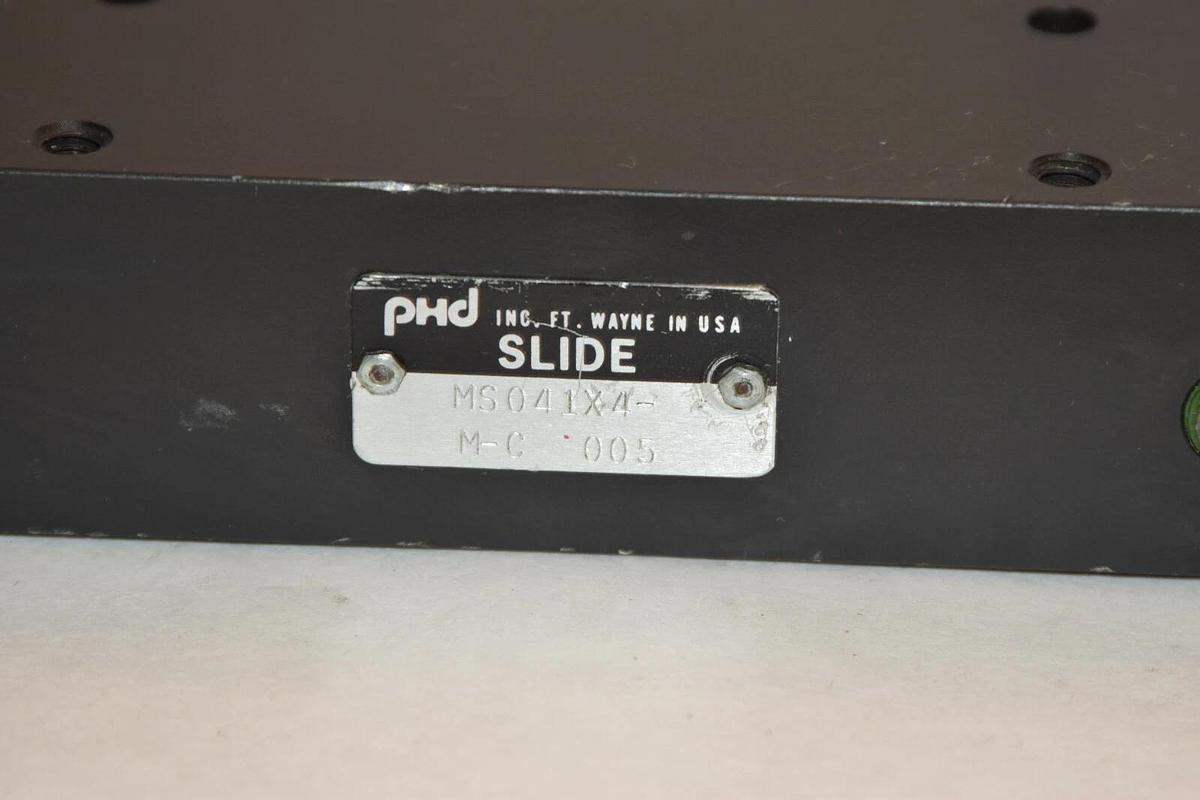 PHd INC. FT. WAYNE IN USA
SLIDE
MS041X4-
M-C 005